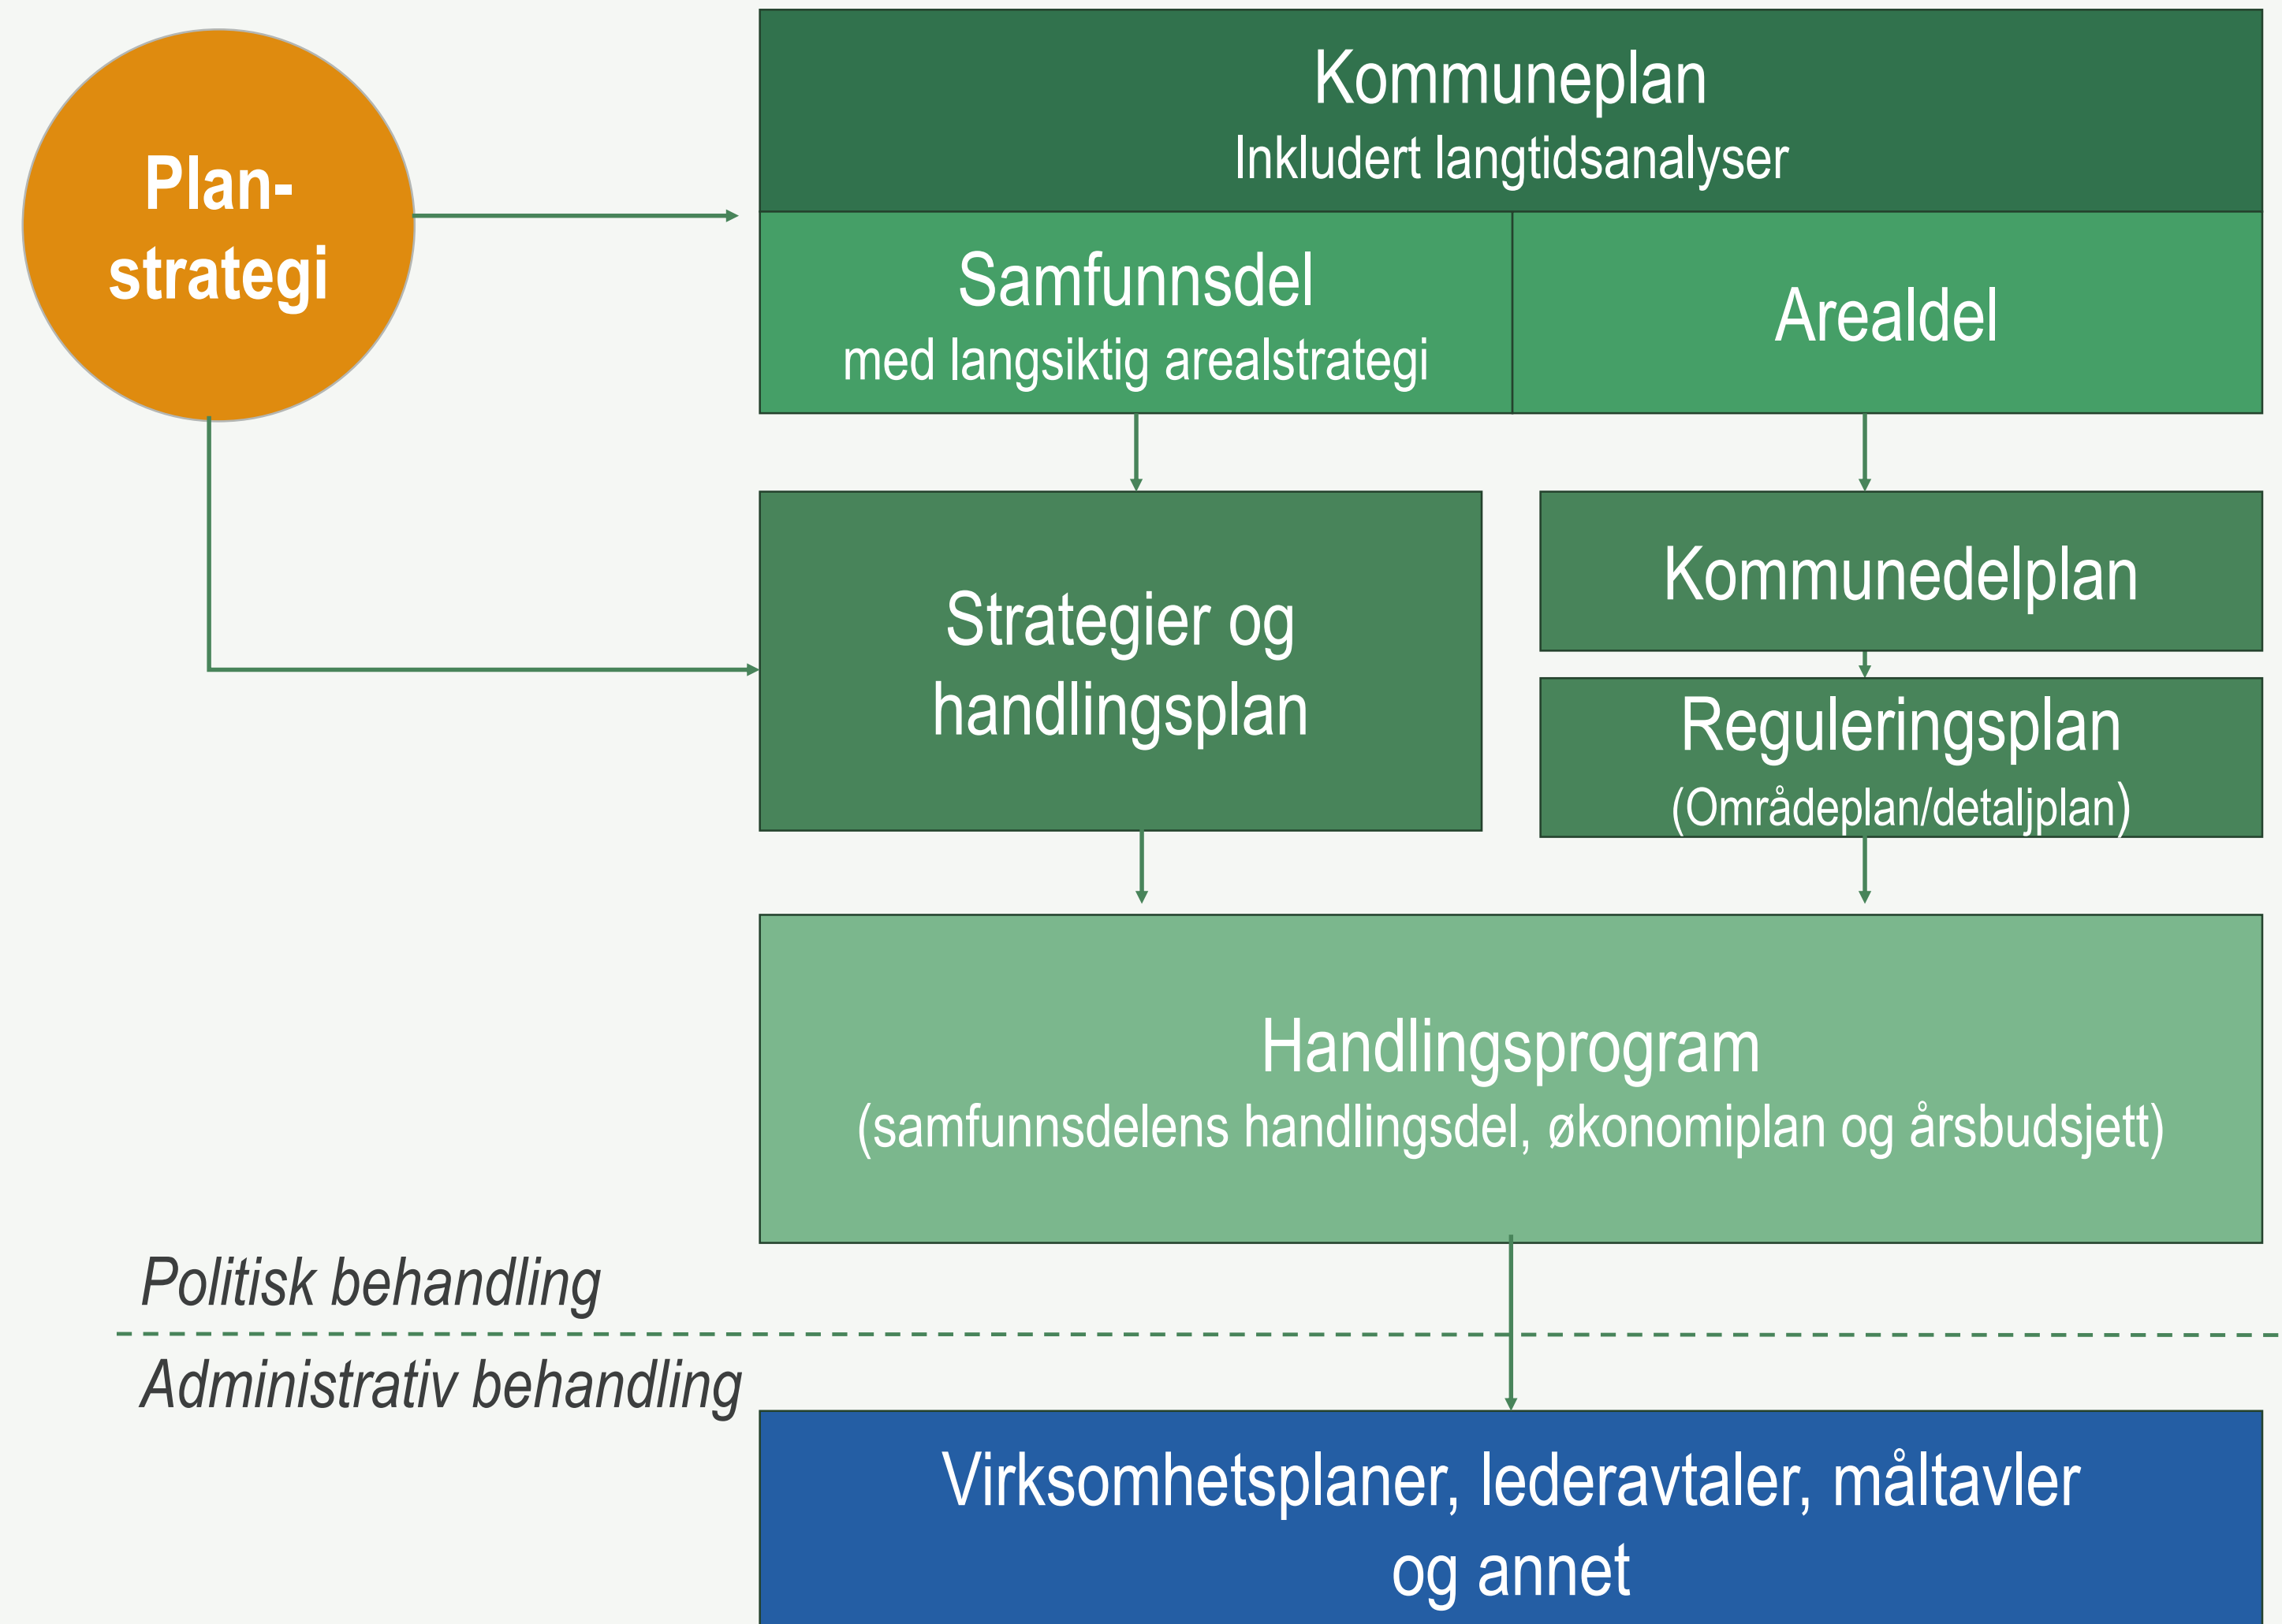 Plan-
strategi
Kommuneplan
Inkludert langtidsanalyser
Samfunnsdel
med langsiktig arealstrategi
Arealdel
Strategier og
handlingsplan
Kommunedelplan
Reguleringsplan
(Områdeplan/detaljplan)
Handlingsprogram
(samfunnsdelens handlingsdel, økonomiplan og årsbudsjett)
Politisk behandling
Administrativ behandling
Virksomhetsplaner, lederavtaler, måltavler
og annet